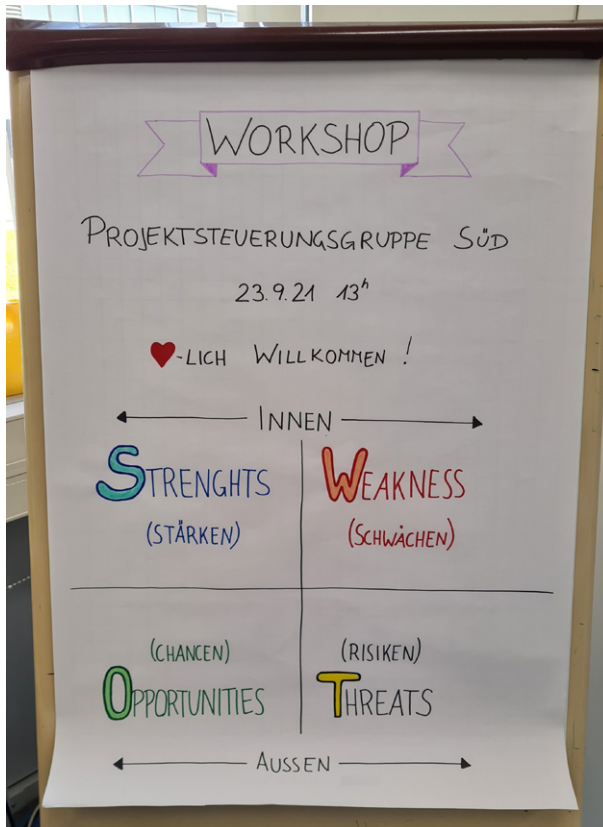 WORKSHOP
PROJEKTSTEUERUNGSGRUPPE SÜD
23.9.21 13h
♥-LICH WILLKOMMEN !
INNEN
STRENGHTS WEAKNESS
(STÄRKEN) (SCHWÄCHEN)
(CHANCEN) (RISIKEN)
OPPORTUNITIES THREATS
AUSSEN